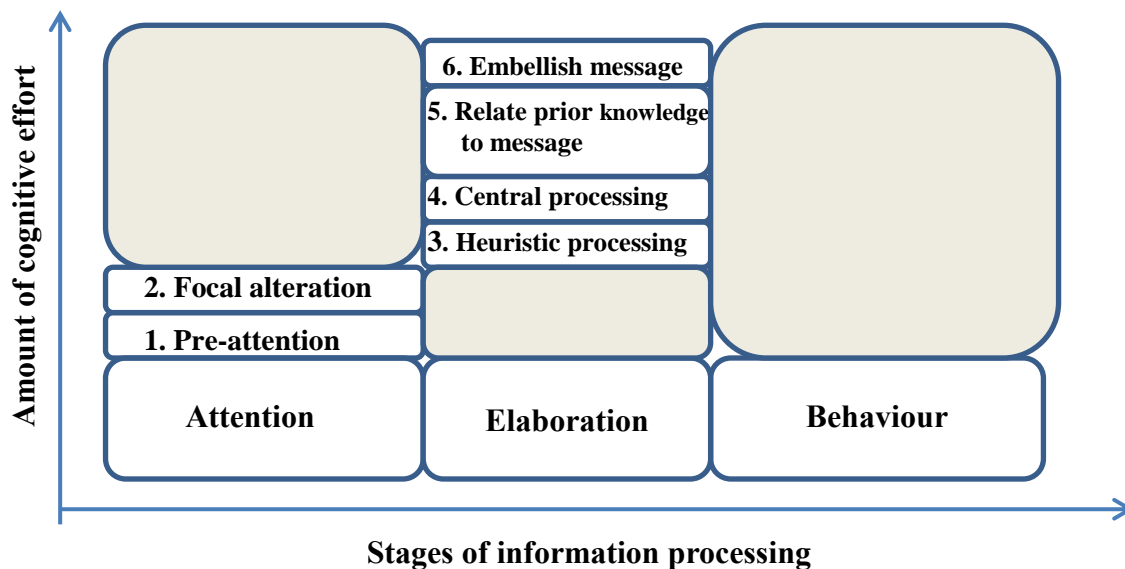 Amount of cognitive effort
6. Embellish message
5. Relate prior knowledge
to message
4. Central processing
3. Heuristic processing
2. Focal alteration
1. Pre-attention
Attention
Elaboration
Behaviour
Stages of information processing